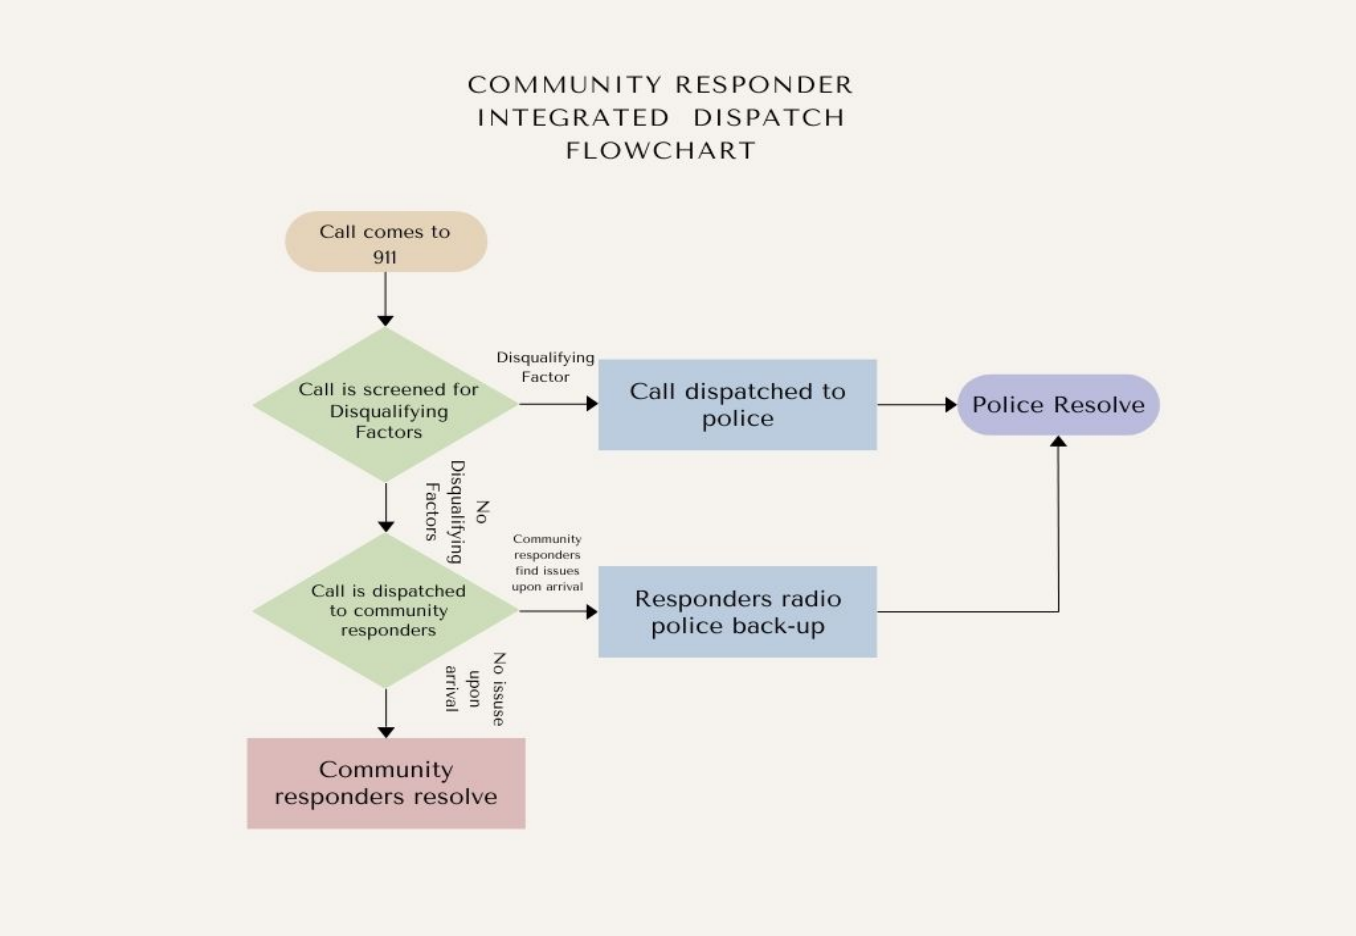 COMMUNITY RESPONDER
INTEGRATED DISPATCH
FLOWCHART
Call comes to
911
Call is screened for
Disqualifying
Factors
Disqualifying
Factor
Call dispatched to
police
Police Resolve
No
Disqualifying
Factors
Call is dispatched
to community
responders
Community
responders
find issues
upon arrival
Responders radio
police back-up
No issuse
upon
arrival
Community
responders resolve